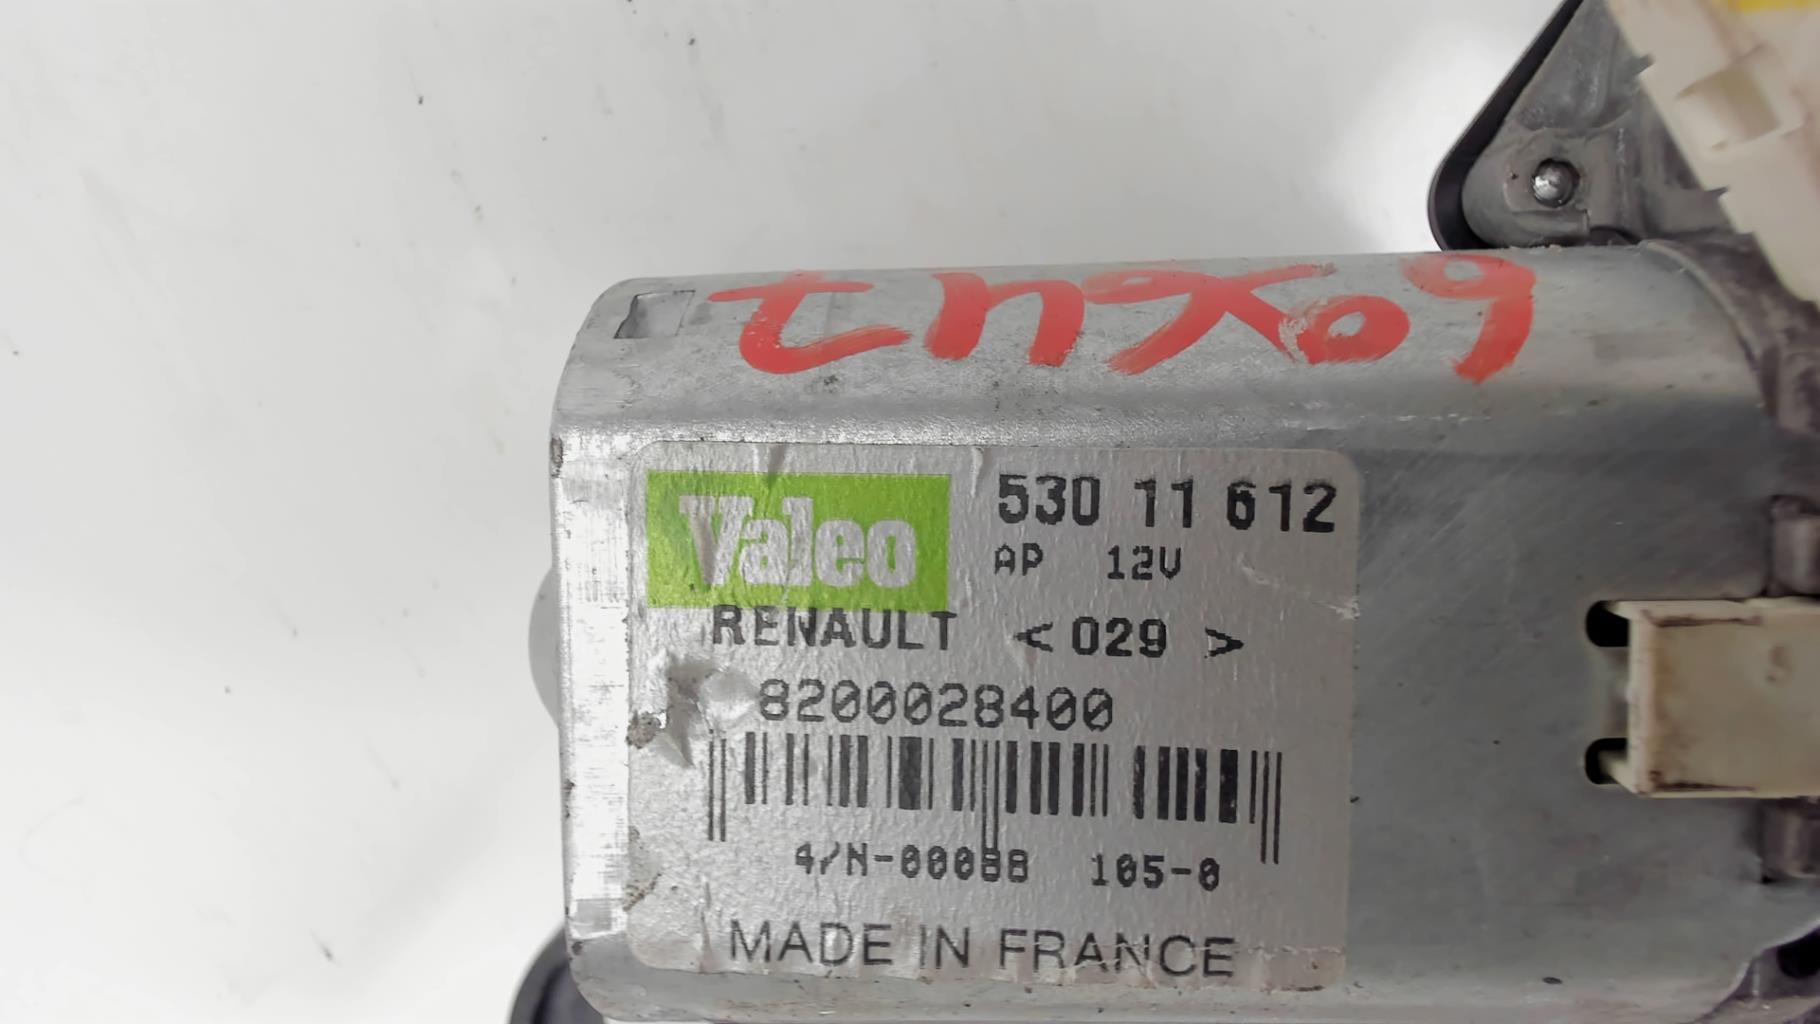 Valeo
530 11 612
AP 12V
RENAULT <029 >
8200028400
4/N-00088 105-0
MADE IN FRANCE